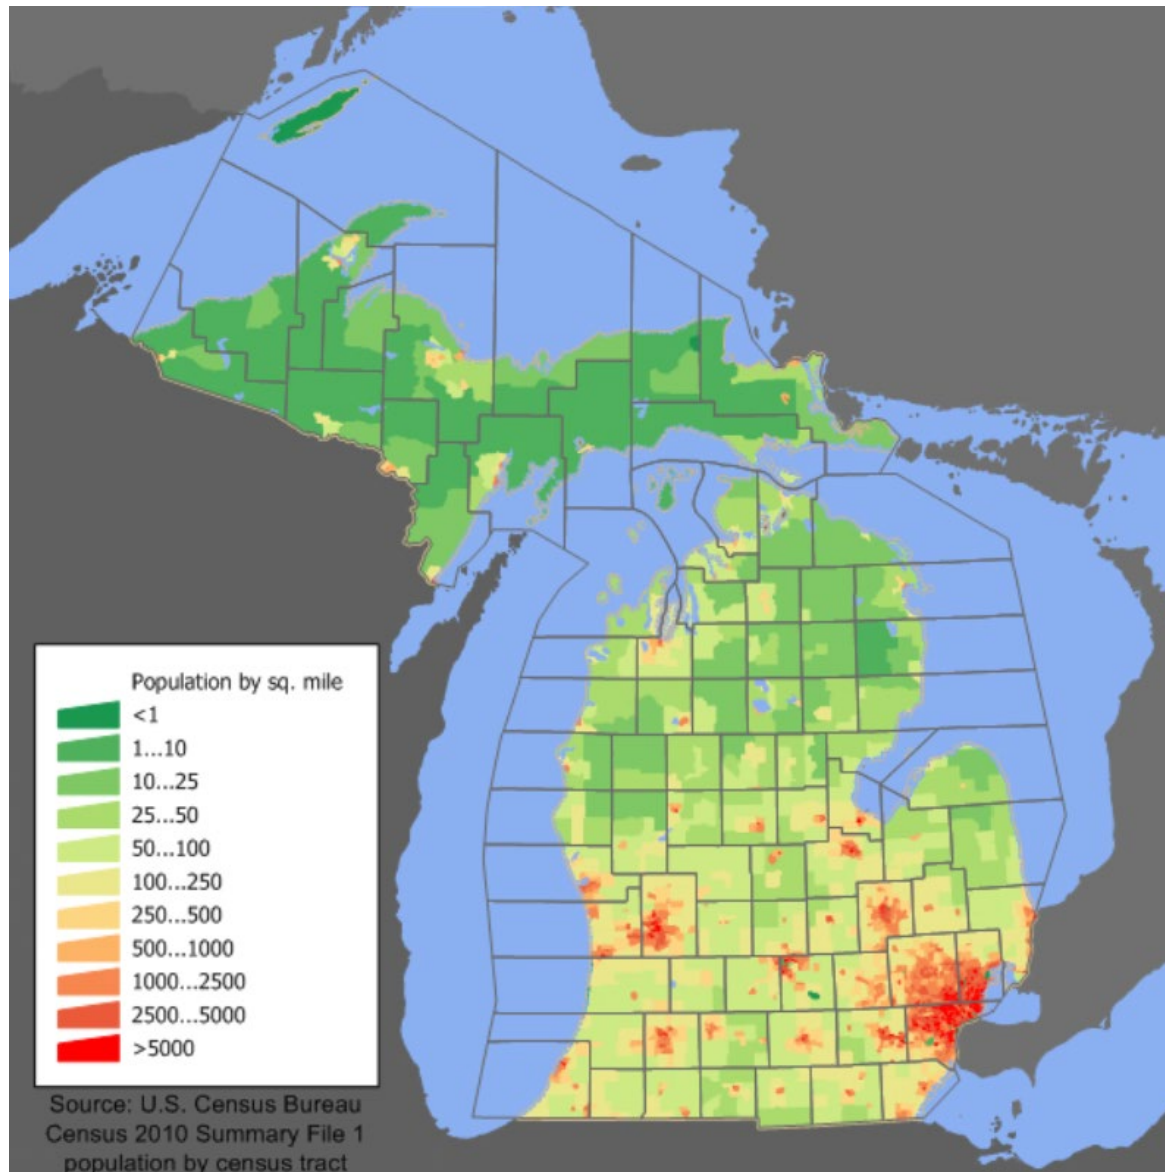 Population by sq. mile
<1
1...10
10...25
25...50
50...100
100...250
250...500
500...1000
1000...2500
2500...5000
>5000
Source: U.S. Census Bureau
Census 2010 Summary File 1
population by census tract